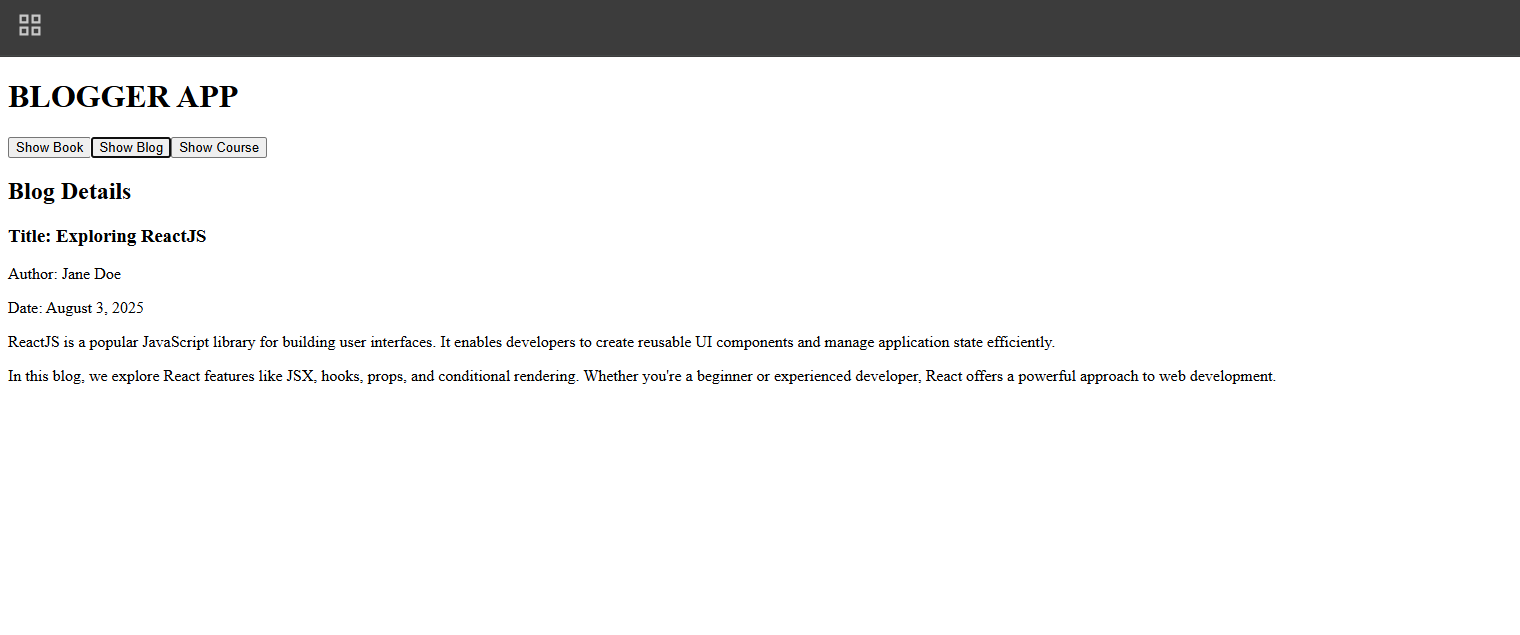 BLOGGER APP
Show Book Show Blog Show Course
Blog Details
Title: Exploring ReactJS
Author: Jane Doe
Date: August 3, 2025
ReactJS is a popular JavaScript library for building user interfaces. It enables developers to create reusable UI components and manage application state efficiently.
In this blog, we explore React features like JSX, hooks, props, and conditional rendering. Whether you're a beginner or experienced developer, React offers a powerful approach to web development.